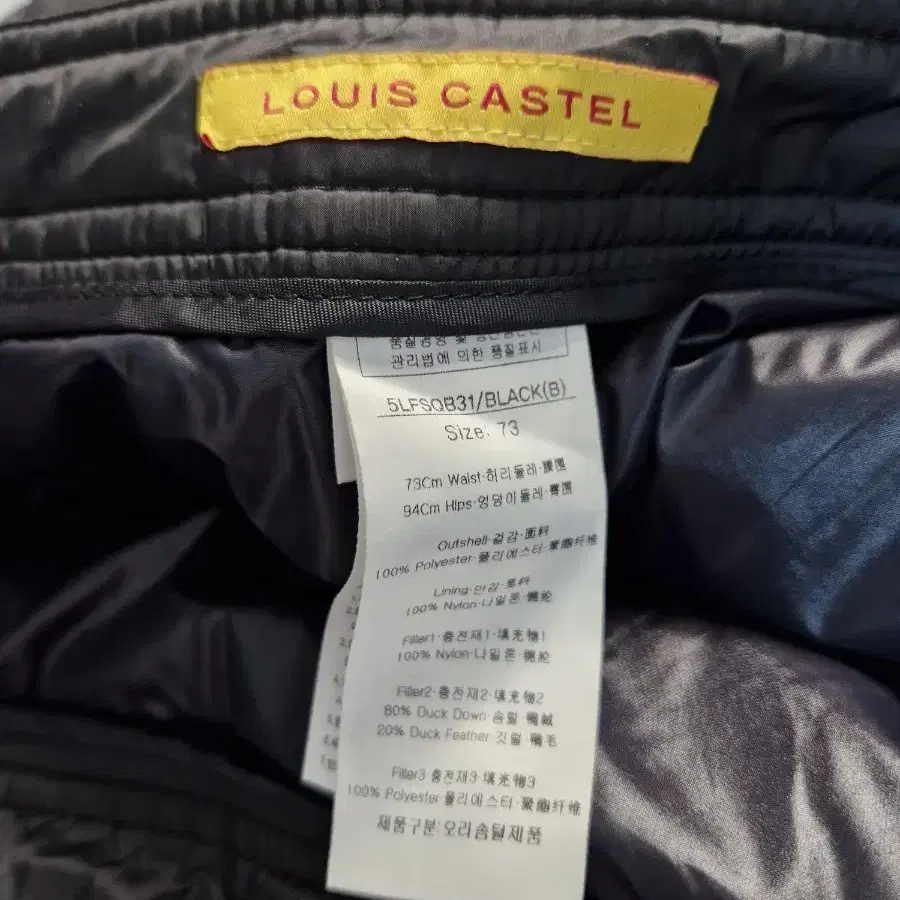 LOUIS CASTEL
관리법에 의한 품질표시
5LFSQB31/BLACK(B)
Size: 73
73Cm Waist·허리둘레·腰围
94Cm Hips·엉덩이둘레·臀围
Outshell·겉감·面料
100% Polyester·폴리에스터·聚酯纤维
Lining·안감·里料
100% Nylon·나일론·锦纶
Filler1·충전재1·填充物1
100% Nylon·나일론·锦纶
Filler2·충전재2·填充物2
80% Duck Down·솜털·鸭绒
20% Duck Feather·깃털·鸭毛
Filler3·충전재3·填充物3
100% Polyester·폴리에스터·聚酯纤维
제품구분:오리솜털제품